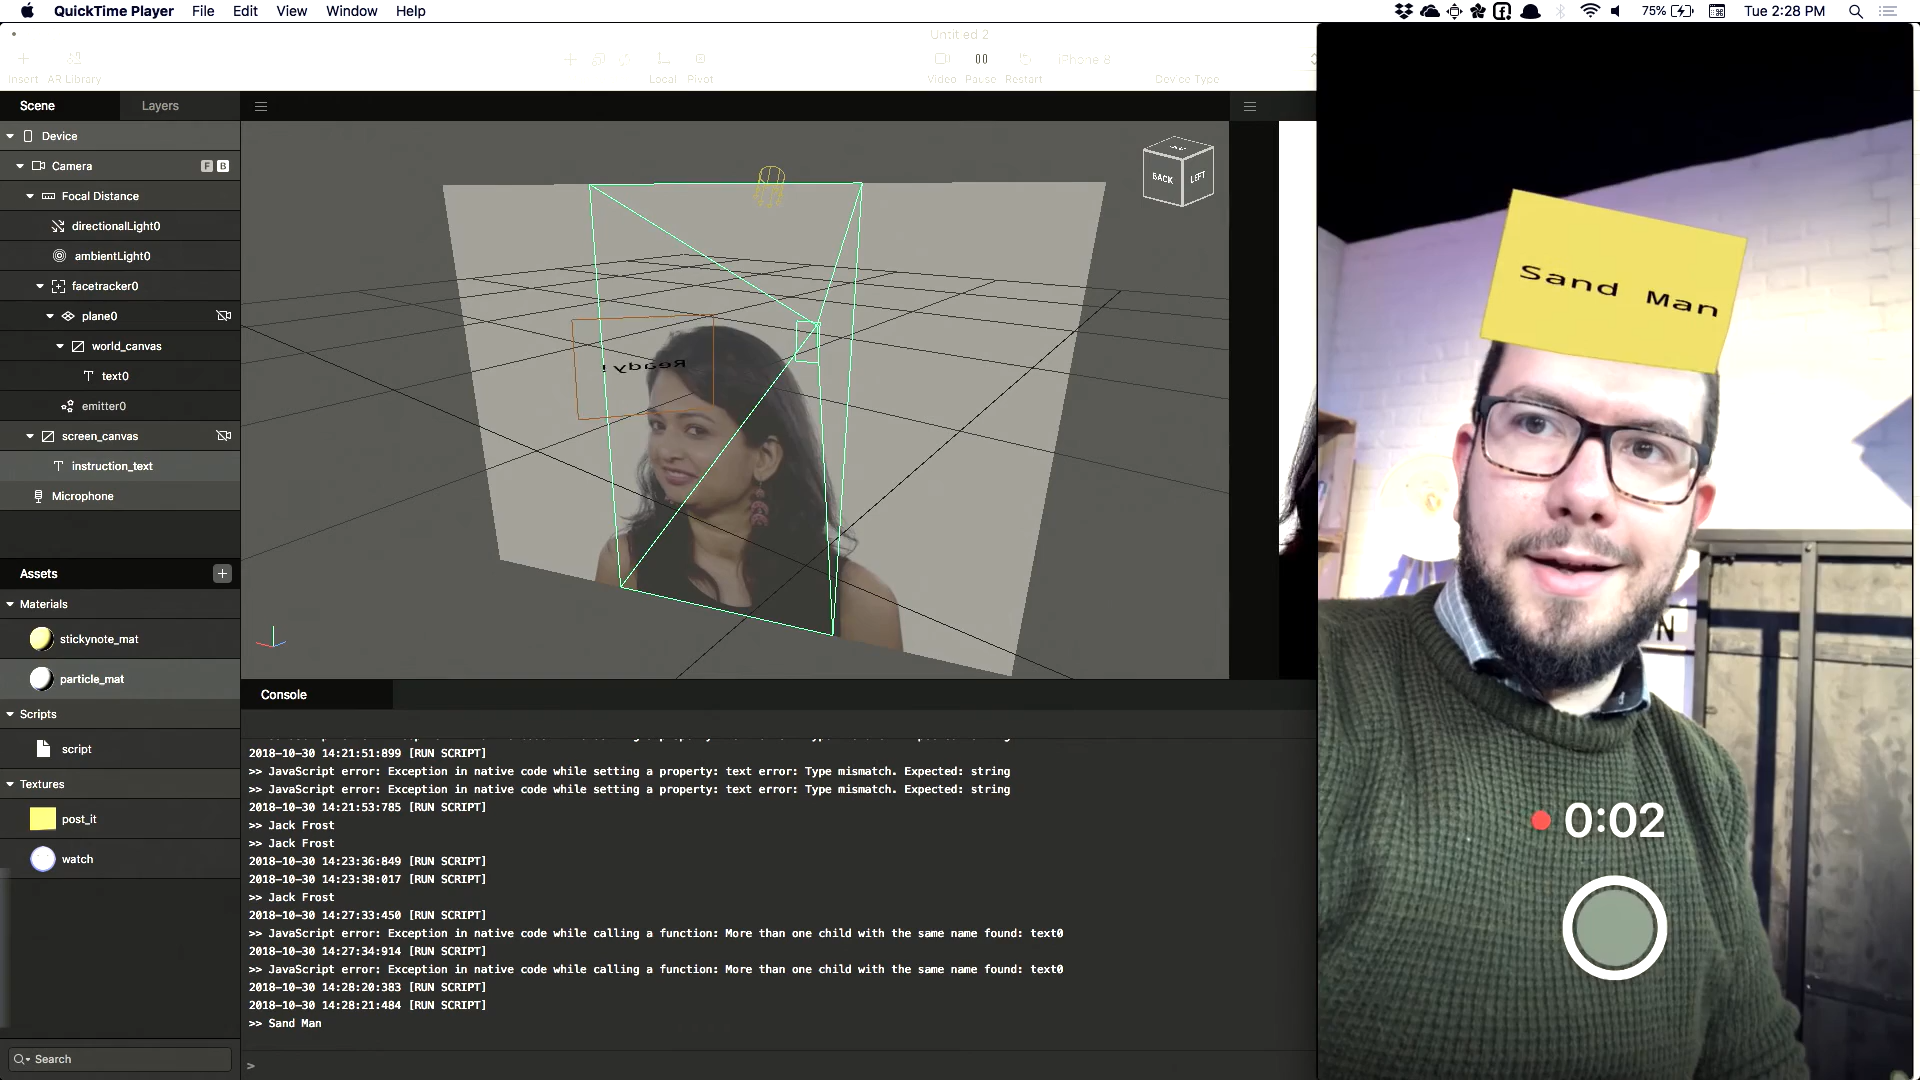 QuickTime Player File Edit View Window Help
75% Tue 2:28 PM
Untitled 2
Insert AR Library
Local Pivot
Video Pause Restart
iPhone 8
Device Type
Scene Layers
Device
Camera F B
Focal Distance
directionalLight0
ambientLight0
facetracker0
plane0
world_canvas
text0
emitter0
screen_canvas
instruction_text
Microphone
Assets
Materials
stickynote_mat
particle_mat
Scripts
script
Textures
post_it
watch
Search
BACK LEFT
Ready!
Console
2018-10-30 14:21:51:899 [RUN SCRIPT]
>> JavaScript error: Exception in native code while setting a property: text error: Type mismatch. Expected: string
>> JavaScript error: Exception in native code while setting a property: text error: Type mismatch. Expected: string
2018-10-30 14:21:53:785 [RUN SCRIPT]
>> Jack Frost
>> Jack Frost
2018-10-30 14:23:36:849 [RUN SCRIPT]
2018-10-30 14:23:38:017 [RUN SCRIPT]
>> Jack Frost
2018-10-30 14:27:33:450 [RUN SCRIPT]
>> JavaScript error: Exception in native code while calling a function: More than one child with the same name found: text0
2018-10-30 14:27:34:914 [RUN SCRIPT]
>> JavaScript error: Exception in native code while calling a function: More than one child with the same name found: text0
2018-10-30 14:28:20:383 [RUN SCRIPT]
2018-10-30 14:28:21:484 [RUN SCRIPT]
>> Sand Man
>
Sand Man
N
0:02